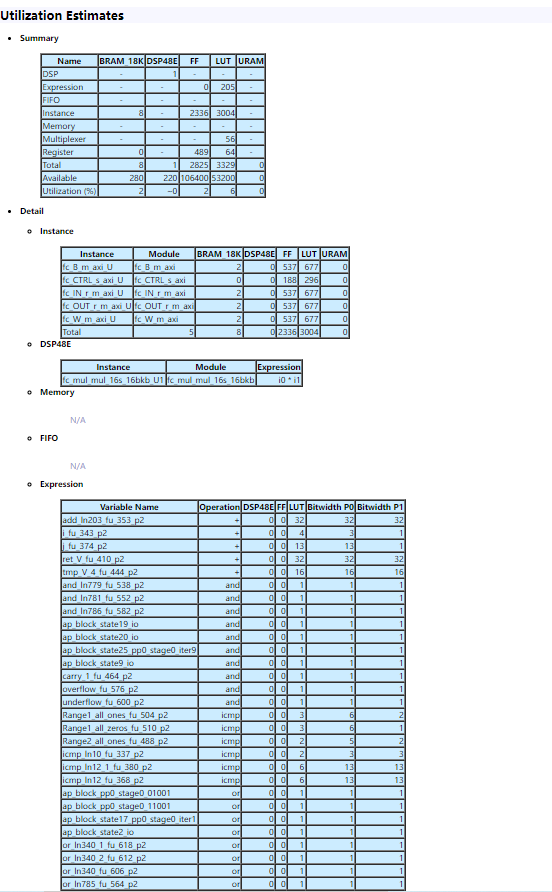 Utilization Estimates
Summary
Name BRAM_18K DSP48E FF LUT URAM
DSP - 1 - - -
Expression - - 0 205 -
FIFO - - - - -
Instance 8 - 2336 3004 -
Memory - - - - -
Multiplexer - - - 56 -
Register 0 - 489 64 -
Total 8 1 2825 3329 0
Available 280 220 106400 53200 0
Utilization (%) 2 ~0 2 6 0
Detail
Instance
Instance Module BRAM_18K DSP48E FF LUT URAM
fc_B_m_axi_U fc_B_m_axi 2 0 537 677 0
fc_CTRL_s_axi_U fc_CTRL_s_axi 0 0 188 296 0
fc_IN_r_m_axi_U fc_IN_r_m_axi 2 0 537 677 0
fc_OUT_r_m_axi_U fc_OUT_r_m_axi 2 0 537 677 0
fc_W_m_axi_U fc_W_m_axi 2 0 537 677 0
Total 5 8 0 2336 3004 0
DSP48E
Instance Module Expression
fc_mul_mul_16s_16bkb_U1 fc_mul_mul_16s_16bkb i0 * i1
Memory
N/A
FIFO
N/A
Expression
Variable Name Operation DSP48E FF LUT Bitwidth P0 Bitwidth P1
add_ln203_fu_353_p2 + 0 0 32 32 32
i_fu_343_p2 + 0 0 4 3 1
j_fu_374_p2 + 0 0 13 13 1
ret_V_fu_410_p2 + 0 0 32 32 32
tmp_V_4_fu_444_p2 + 0 0 16 16 16
and_ln779_fu_538_p2 and 0 0 1 1 1
and_ln781_fu_552_p2 and 0 0 1 1 1
and_ln786_fu_582_p2 and 0 0 1 1 1
ap_block_state19_io and 0 0 1 1 1
ap_block_state20_io and 0 0 1 1 1
ap_block_state25_pp0_stage0_iter9 and 0 0 1 1 1
ap_block_state9_io and 0 0 1 1 1
carry_1_fu_464_p2 and 0 0 1 1 1
overflow_fu_576_p2 and 0 0 1 1 1
underflow_fu_600_p2 and 0 0 1 1 1
Range1_all_ones_fu_504_p2 icmp 0 0 3 6 2
Range1_all_zeros_fu_510_p2 icmp 0 0 3 6 1
Range2_all_ones_fu_488_p2 icmp 0 0 2 5 2
icmp_ln10_fu_337_p2 icmp 0 0 2 3 3
icmp_ln12_1_fu_380_p2 icmp 0 0 6 13 13
icmp_ln12_fu_368_p2 icmp 0 0 6 13 13
ap_block_pp0_stage0_01001 or 0 0 1 1 1
ap_block_pp0_stage0_11001 or 0 0 1 1 1
ap_block_state17_pp0_stage0_iter1 or 0 0 1 1 1
ap_block_state2_io or 0 0 1 1 1
or_ln340_1_fu_618_p2 or 0 0 1 1 1
or_ln340_2_fu_612_p2 or 0 0 1 1 1
or_ln340_fu_606_p2 or 0 0 1 1 1
or_ln785_fu_564_p2 or 0 0 1 1 1